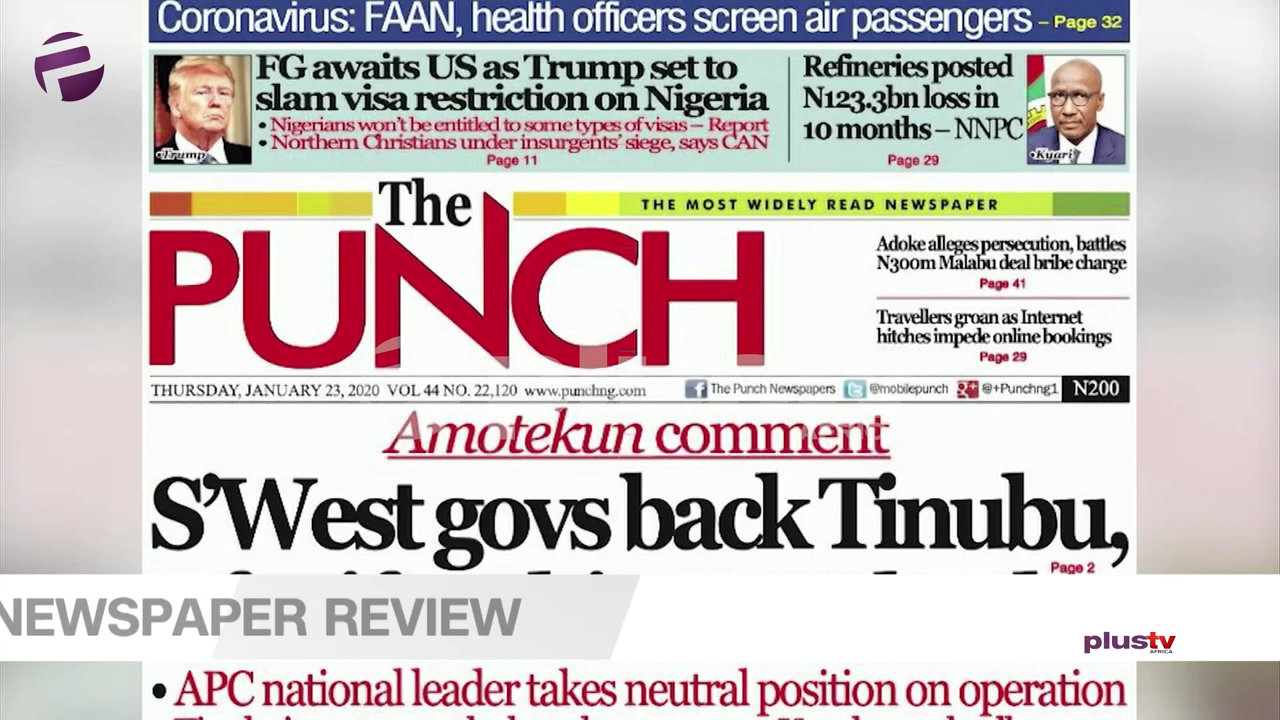 Coronavirus: FAAN, health officers screen air passengers – Page 32
FG awaits US as Trump set to
slam visa restriction on Nigeria
• Nigerians won't be entitled to some types of visas – Report
• Northern Christians under insurgents' siege, says CAN
Page 11
•Trump
Refineries posted
N123.3bn loss in
10 months – NNPC
Page 29
•Kyari
The
PUNCH
THE MOST WIDELY READ NEWSPAPER
Adoke alleges persecution, battles
N300m Malabu deal bribe charge
Page 41
Travellers groan as Internet
hitches impede online bookings
Page 29
THURSDAY, JANUARY 23, 2020 VOL 44 NO. 22,120 www.punchng.com The Punch Newspapers @mobilepunch @+Punchng1 N200
Amotekun comment
S'West govs back Tinubu,
Page 2
NEWSPAPER REVIEW
plustv
AFRICA
• APC national leader takes neutral position on operation